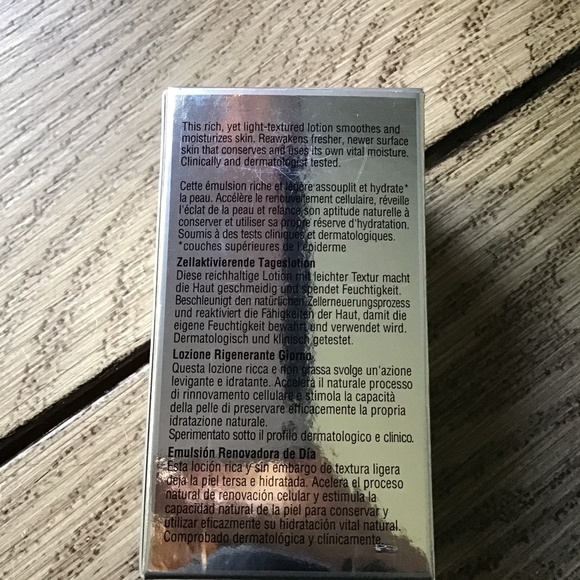 This rich, yet light-textured lotion smoothes and
moisturizes skin. Reawakens fresher, newer surface
skin that conserves and uses its own vital moisture.
Clinically and dermatologist tested.
Cette émulsion riche et légère assouplit et hydrate*
la peau. Accélère le renouvellement cellulaire, réveille
l'éclat de la peau et relance son aptitude naturelle à
conserver et utiliser sa propre réserve d'hydratation.
Soumis à des tests cliniques et dermatologiques.
*couches supérieures de l'épiderme
Zellaktivierende Tageslotion
Diese reichhaltige Lotion mit leichter Textur macht
die Haut geschmeidig und spendet Feuchtigkeit.
Beschleunigt den natürlichen Zellerneuerungsprozess
und reaktiviert die Fähigkeiten der Haut, damit die
eigene Feuchtigkeit bewahrt und verwendet wird.
Dermatologisch und klinisch getestet.
Lozione Rigenerante Giorno
Questa lozione ricca e non grassa svolge un'azione
levigante e idratante. Accelera il naturale processo
di rinnovamento cellulare e stimola la capacità
della pelle di preservare efficacemente la propria
idratazione naturale.
Sperimentato sotto il profilo dermatologico e clinico.
Emulsión Renovadora de Día
Esta loción rica y sin embargo de textura ligera
deja la piel tersa e hidratada. Acelera el proceso
natural de renovación celular y estimula la
capacidad natural de la piel para conservar y
utilizar eficazmente su hidratación vital natural.
Comprobado dermatológica y clínicamente.